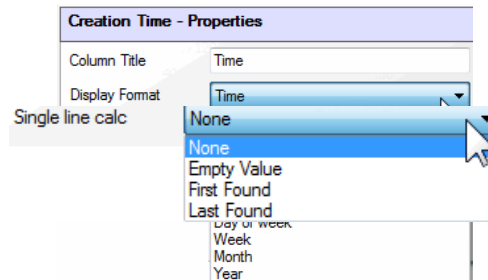 Creation Time - Properties
Column Title Time
Display Format Time
Single line calc None
None
Empty Value
First Found
Last Found
Day of week
Week
Month
Year